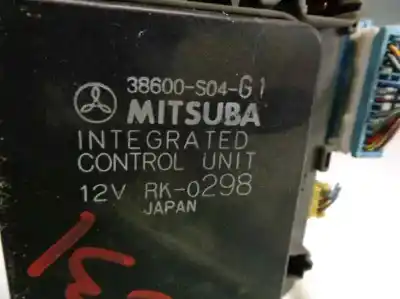 38600-S04-G1
MITSUBA
INTEGRATED
CONTROL UNIT
12V RK-0298
JAPAN